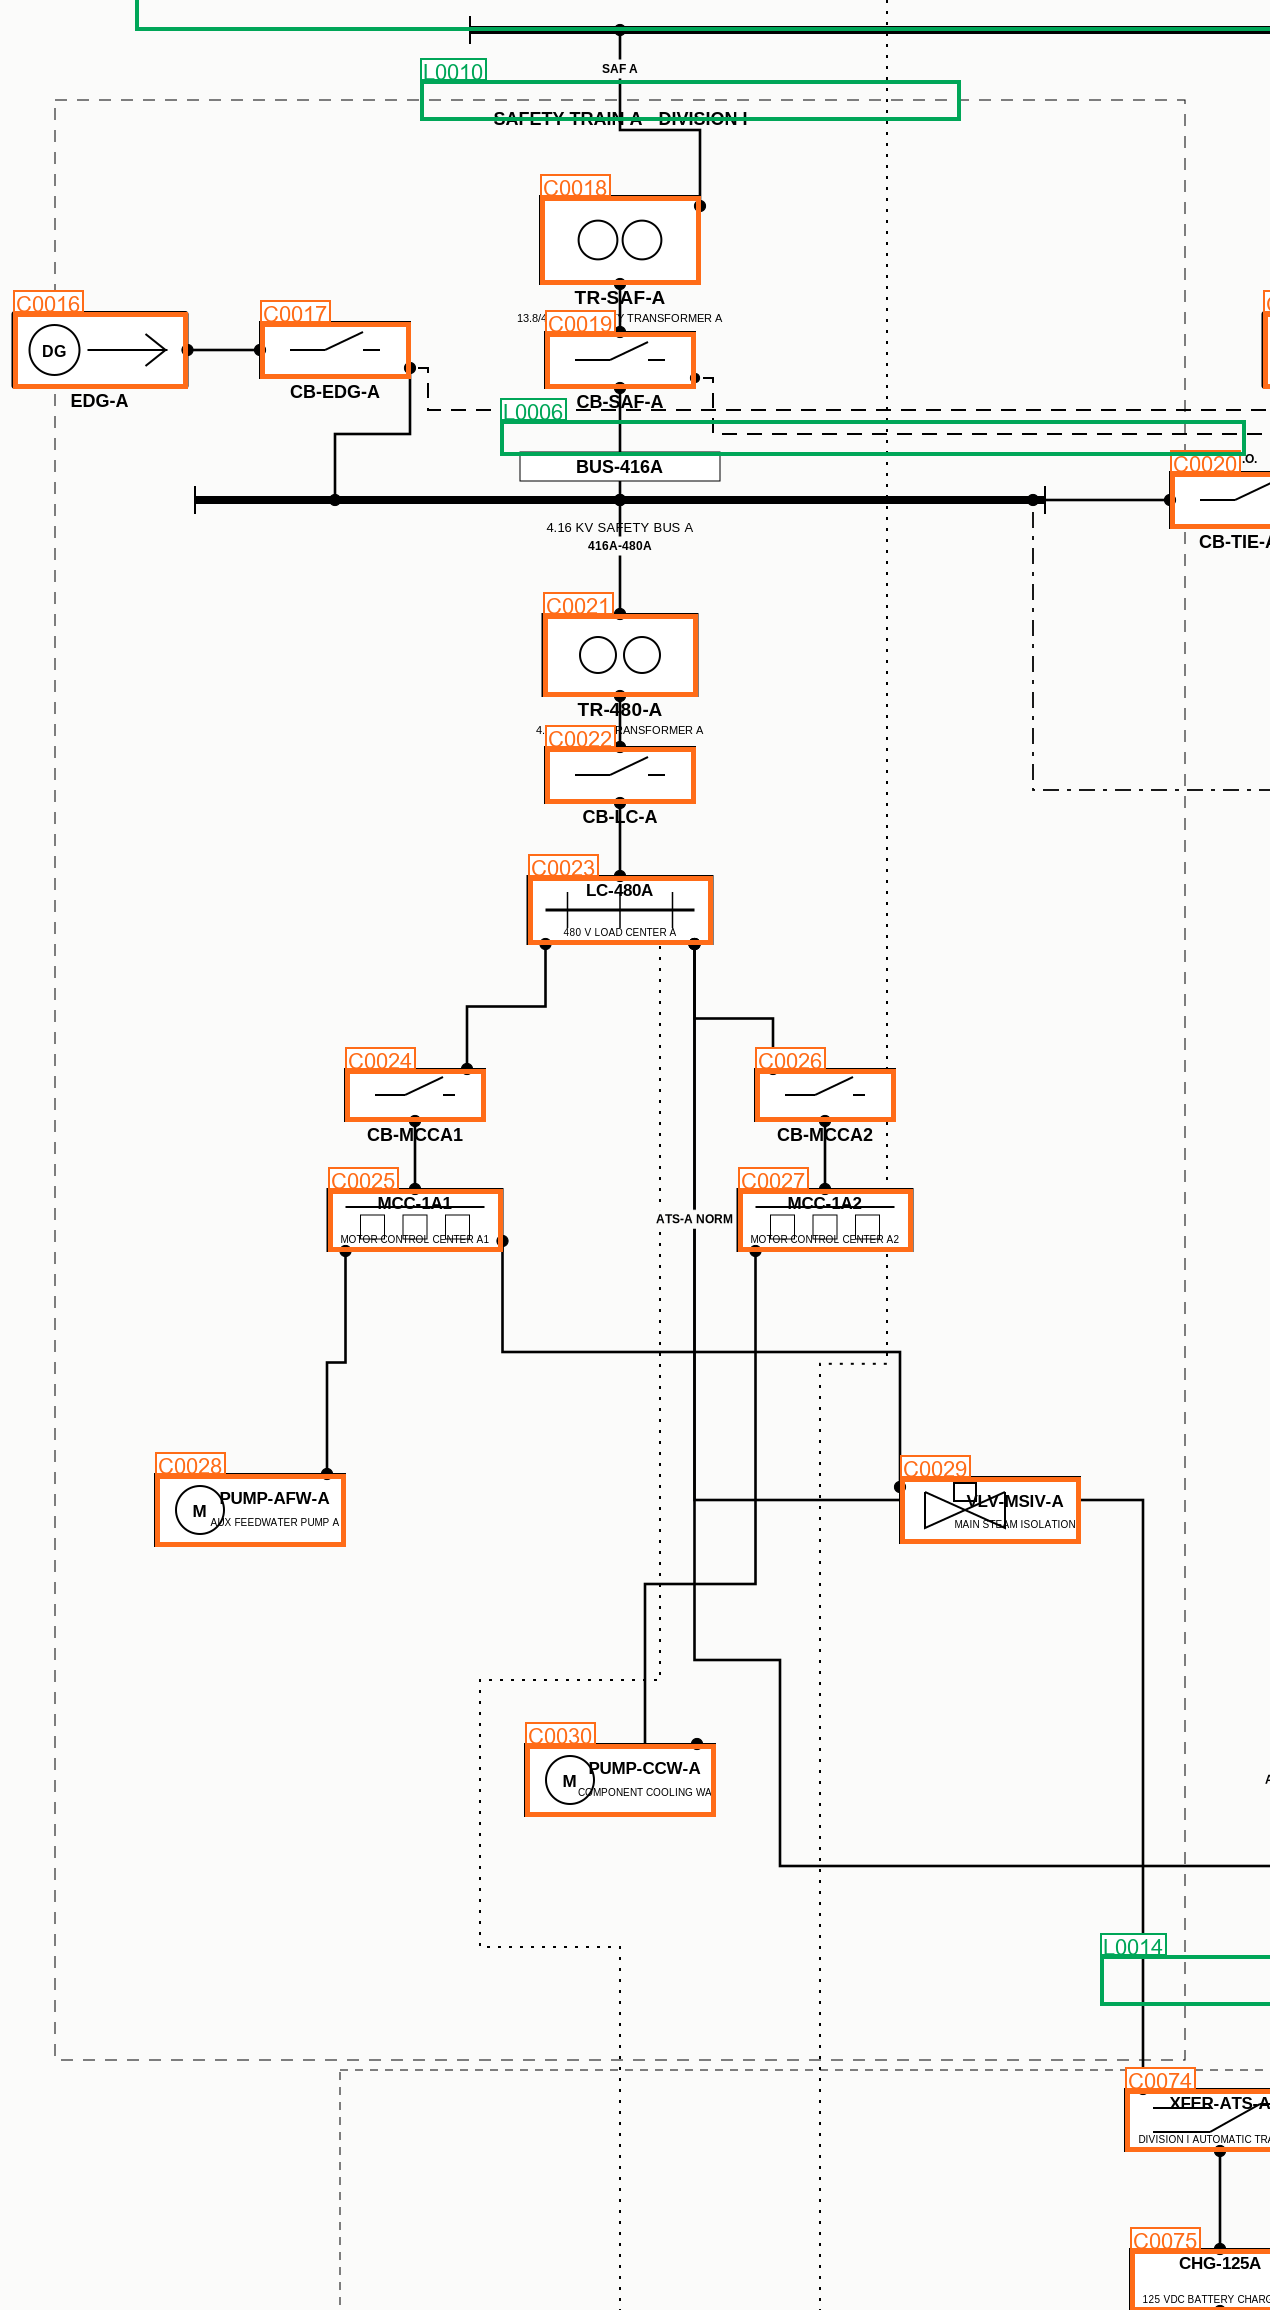 SAF A
L0010
SAFETY TRAIN A - DIVISION I
C0018
TR-SAF-A
C0016
C0017
C0019
DG
EDG-A
CB-EDG-A
CB-SAF-A
L0006
BUS-416A
C0020
.O.
CB-TIE-A
4.16 KV SAFETY BUS A
416A-480A
C0021
TR-480-A
C0022
CB-LC-A
C0023
LC-480A
480 V LOAD CENTER A
C0024
C0026
CB-MCCA1
CB-MCCA2
C0025
C0027
MCC-1A1
MCC-1A2
ATS-A NORM
MOTOR CONTROL CENTER A1
MOTOR CONTROL CENTER A2
C0028
C0029
M
PUMP-AFW-A
VLV-MSIV-A
AUX FEEDWATER PUMP A
MAIN STEAM ISOLATION
C0030
M
PUMP-CCW-A
COMPONENT COOLING WA
L0014
C0074
XFER-ATS-A
DIVISION I AUTOMATIC TRA
C0075
CHG-125A
125 VDC BATTERY CHARG